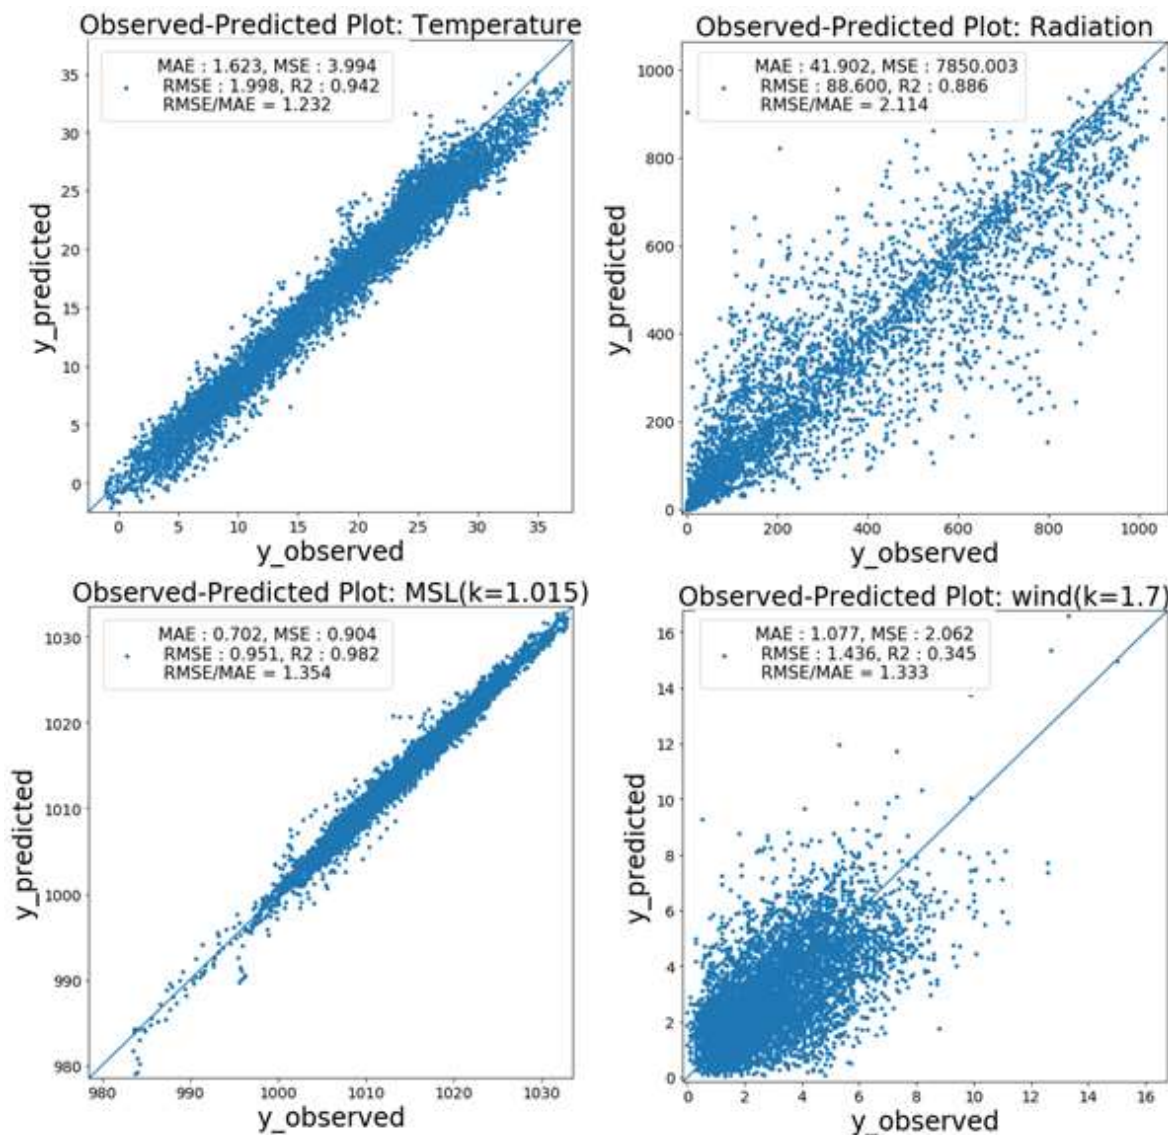 Observed-Predicted Plot: Temperature
MAE : 1.623, MSE : 3.994
RMSE : 1.998, R2 : 0.942
RMSE/MAE = 1.232
35
30
25
20
15
10
5
0
y_predicted
0 5 10 15 20 25 30 35
y_observed
Observed-Predicted Plot: Radiation
MAE : 41.902, MSE : 7850.003
RMSE : 88.600, R2 : 0.886
RMSE/MAE = 2.114
1000
800
600
400
200
0
y_predicted
0 200 400 600 800 1000
y_observed
Observed-Predicted Plot: MSL(k=1.015)
MAE : 0.702, MSE : 0.904
RMSE : 0.951, R2 : 0.982
RMSE/MAE = 1.354
1030
1020
1010
1000
990
980
y_predicted
980 990 1000 1010 1020 1030
y_observed
Observed-Predicted Plot: wind(k=1.7)
MAE : 1.077, MSE : 2.062
RMSE : 1.436, R2 : 0.345
RMSE/MAE = 1.333
16
14
12
10
8
6
4
2
0
y_predicted
0 2 4 6 8 10 12 14 16
y_observed